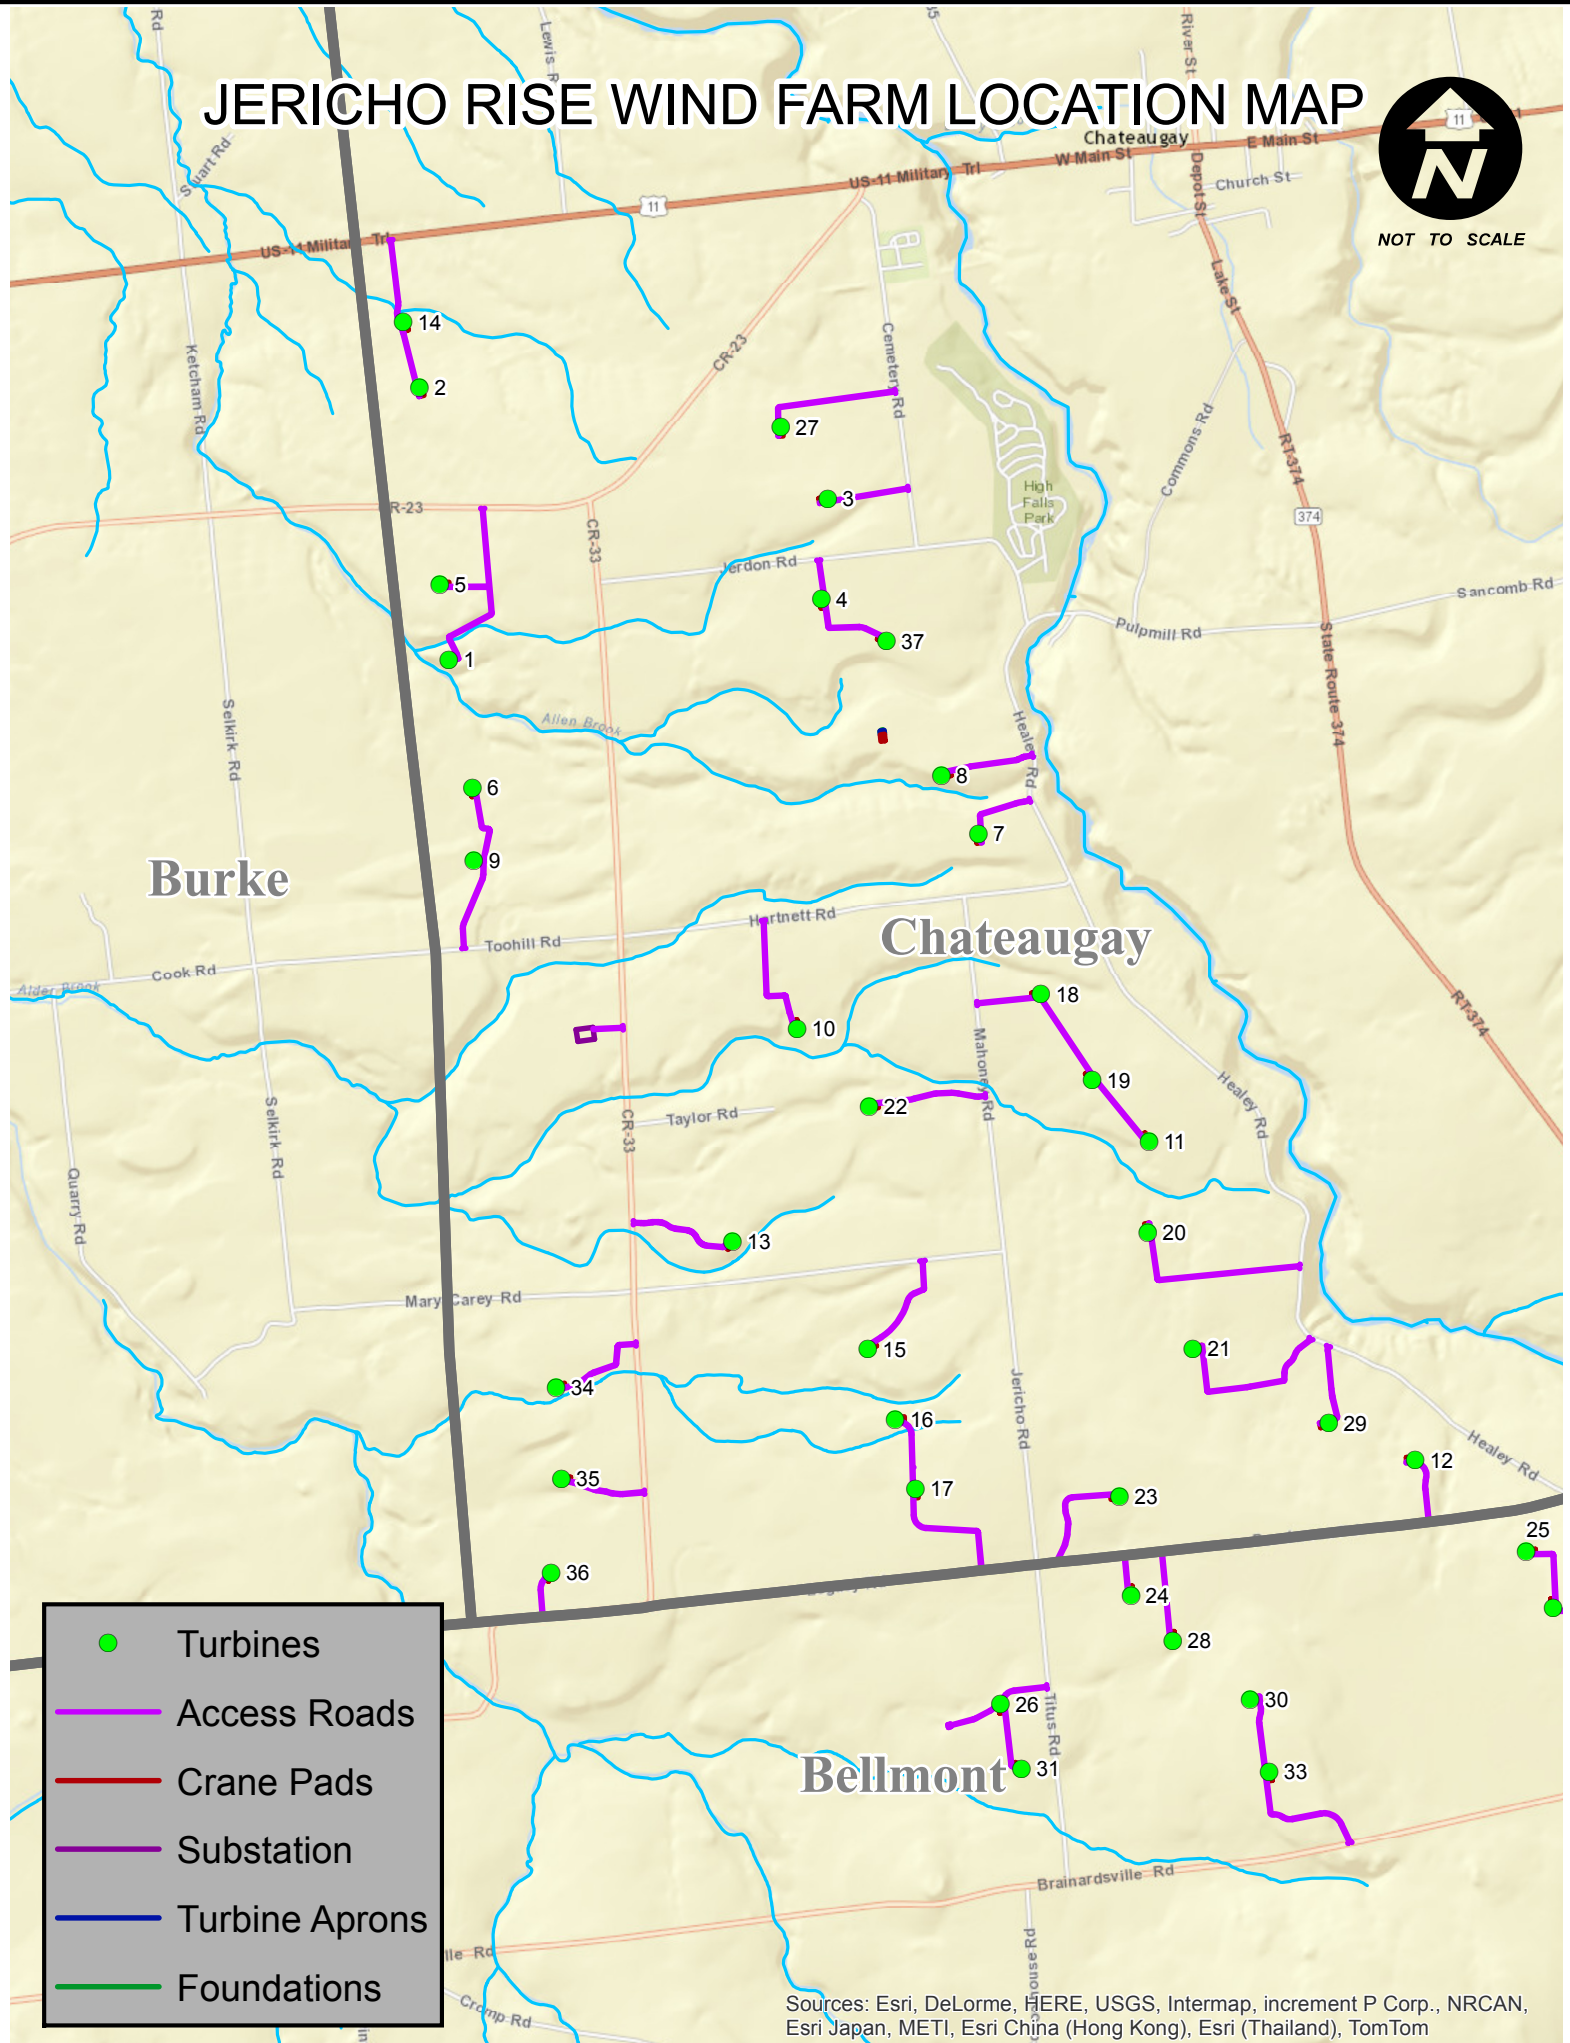 Rd
Lewis R
35
River St
JERICHO RISE WIND FARM LOCATION MAP
11
1
Chateaugay
W Main St
E Main St
Stuart Rd
US-11 Military Trl
Depot St
Church St
N
11
NOT TO SCALE
US-11 Military Trl
Lake St
14
Ketcham Rd
CR-23
Cemetery Rd
2
27
Commons Rd
RT-374
3
High
Falls
Park
R-23
CR-33
374
Jerdon Rd
5
4
Sancomb Rd
Pulpmill Rd
37
1
State Route 374
Selkirk Rd
Allen Brook
Healey Rd
8
6
7
9
Burke
Hartnett Rd
Toohill Rd
Chateaugay
Cook Rd
Alder Brook
18
10
RT-374
Mahoney Rd
19
22
Healey Rd
Selkirk Rd
CR-33
Taylor Rd
11
Quarry Rd
20
13
Mary Carey Rd
15
21
34
Jericho Rd
16
29
Healey Rd
12
35
17
23
25
36
24
28
Turbines
Access Roads
Crane Pads
Substation
Turbine Aprons
Foundations
26
Titus Rd
30
31
33
Bellmont
Brainardsville Rd
lle Rd
Cromp Rd
in
Sources: Esri, DeLorme, HERE, USGS, Intermap, increment P Corp., NRCAN,
Esri Japan, METI, Esri China (Hong Kong), Esri (Thailand), TomTom